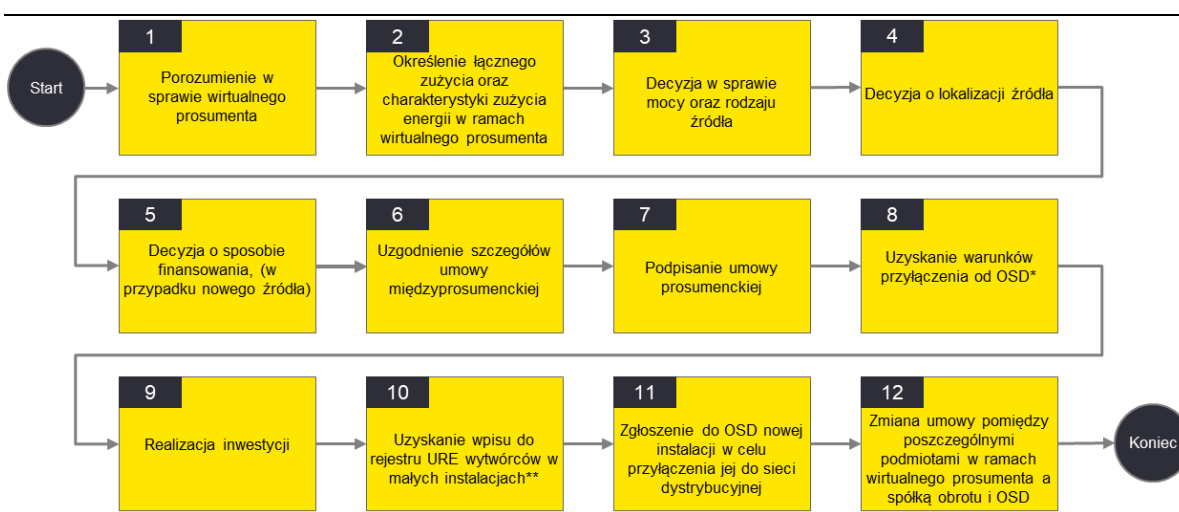 Start
1
Porozumienie w
sprawie wirtualnego
prosumenta
2
Określenie łącznego
zużycia oraz
charakterystyki zużycia
energii w ramach
wirtualnego prosumenta
3
Decyzja w sprawie
mocy oraz rodzaju
źródła
4
Decyzja o lokalizacji źródła
5
Decyzja o sposobie
finansowania, (w
przypadku nowego źródła)
6
Uzgodnienie szczegółów
umowy
międzyprosumenckiej
7
Podpisanie umowy
prosumenckiej
8
Uzyskanie warunków
przyłączenia od OSD*
9
Realizacja inwestycji
10
Uzyskanie wpisu do
rejestru URE wytwórców w
małych instalacjach**
11
Zgłoszenie do OSD nowej
instalacji w celu
przyłączenia jej do sieci
dystrybucyjnej
12
Zmiana umowy pomiędzy
poszczególnymi
podmiotami w ramach
wirtualnego prosumenta a
spółką obrotu i OSD
Koniec